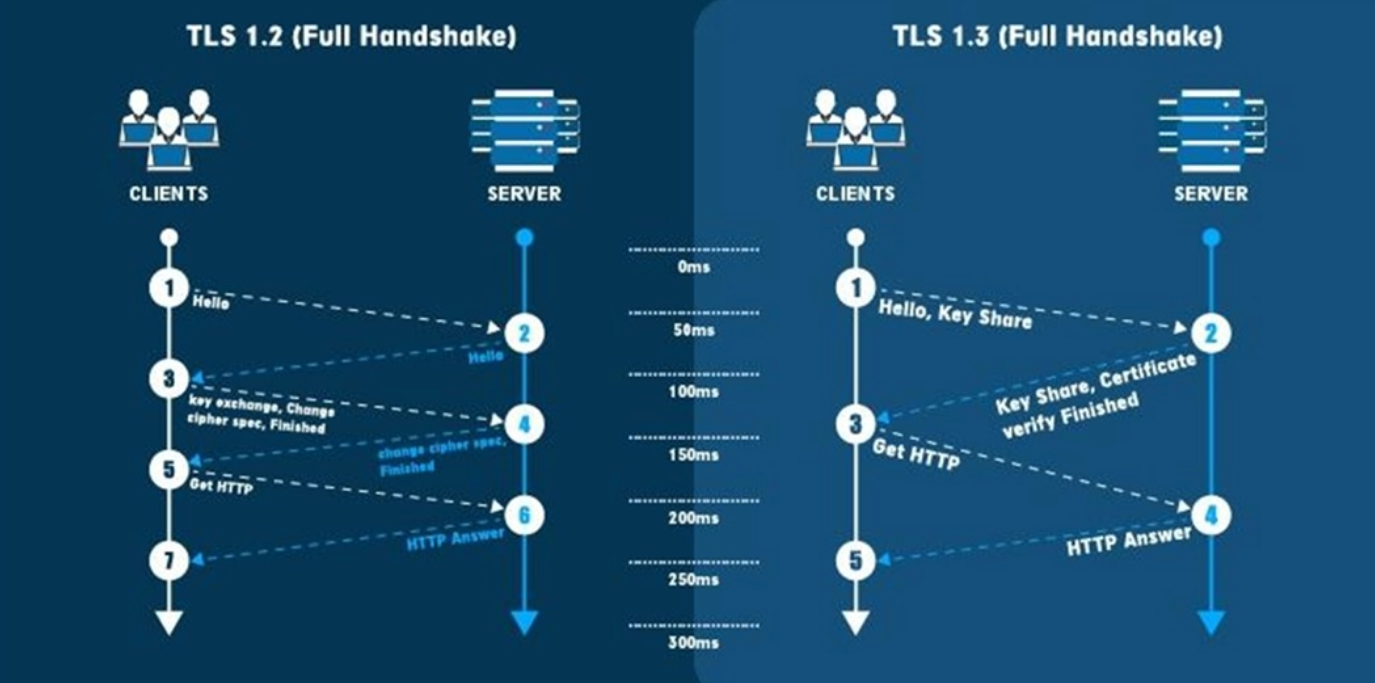 TLS 1.2 (Full Handshake)
CLIENTS
SERVER
1
Hello
2
Hello
3
key exchange, Change
cipher spec, Finished
4
change cipher spec,
Finished
5
Get HTTP
6
HTTP Answer
7
0ms
50ms
100ms
150ms
200ms
250ms
300ms
TLS 1.3 (Full Handshake)
CLIENTS
SERVER
1
Hello, Key Share
2
Key Share, Certificate
verify Finished
3
Get HTTP
4
HTTP Answer
5